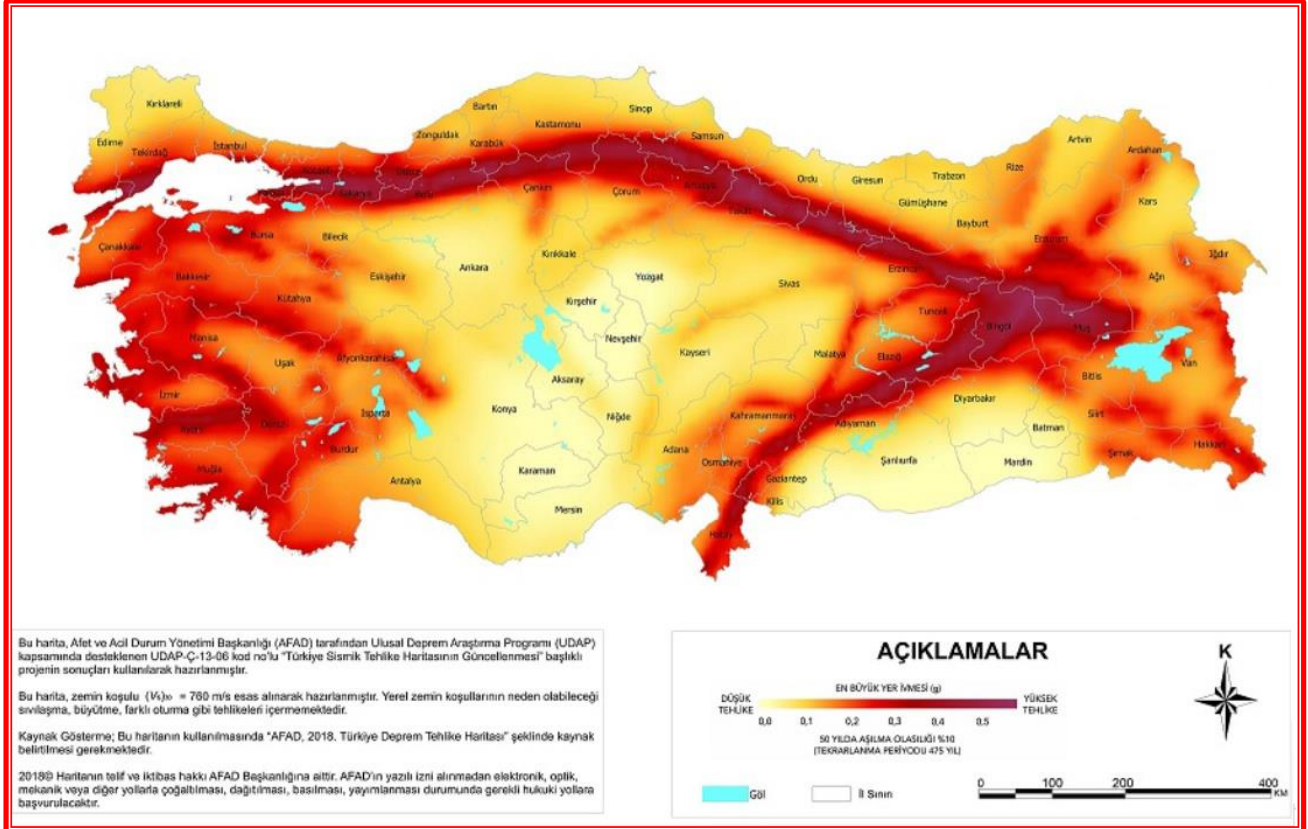 Kırklareli
Edirne
Tekirdağ
İstanbul
Kocaeli
Yalova
Sakarya
Düzce
Bolu
Zonguldak
Bartın
Karabük
Kastamonu
Sinop
Samsun
Çankırı
Çorum
Amasya
Tokat
Ordu
Giresun
Trabzon
Rize
Artvin
Ardahan
Kars
Gümüşhane
Bayburt
Erzurum
Iğdır
Ağrı
Çanakkale
Balıkesir
Bursa
Bilecik
Eskişehir
Ankara
Kırıkkale
Yozgat
Sivas
Erzincan
Tunceli
Bingöl
Muş
Kütahya
Kırşehir
Nevşehir
Kayseri
Malatya
Elazığ
Bitlis
Van
Manisa
Uşak
Afyonkarahisar
Aksaray
Konya
Niğde
Kahramanmaraş
Adıyaman
Diyarbakır
Batman
Siirt
Hakkari
İzmir
Aydın
Denizli
Isparta
Burdur
Adana
Osmaniye
Gaziantep
Şanlıurfa
Mardin
Şırnak
Muğla
Antalya
Karaman
Mersin
Kilis
Hatay
Bu harita, Afet ve Acil Durum Yönetimi Başkanlığı (AFAD) tarafından Ulusal Deprem Araştırma Programı (UDAP)
kapsamında desteklenen UDAP-Ç-13-06 kod no'lu "Türkiye Sismik Tehlike Haritasının Güncellenmesi" başlıklı
projenin sonuçları kullanılarak hazırlanmıştır.
Bu harita, zemin koşulu (Vs)30 = 760 m/s esas alınarak hazırlanmıştır. Yerel zemin koşullarının neden olabileceği
sıvılaşma, büyütme, farklı oturma gibi tehlikeleri içermemektedir.
Kaynak Gösterme; Bu haritanın kullanılmasında "AFAD, 2018. Türkiye Deprem Tehlike Haritası" şeklinde kaynak
belirtilmesi gerekmektedir.
2018© Haritanın telif ve iktibas hakkı AFAD Başkanlığına aittir. AFAD'ın yazılı izni alınmadan elektronik, optik,
mekanik veya diğer yollarla çoğaltılması, dağıtılması, basılması, yayımlanması durumunda gerekli hukuki yollara
başvurulacaktır.
AÇIKLAMALAR
K
EN BÜYÜK YER İVMESİ (g)
DÜŞÜK
TEHLİKE
YÜKSEK
TEHLİKE
0,0 0,1 0,2 0,3 0,4 0,5
50 YILDA AŞILMA OLASILIĞI %10
(TEKRARLANMA PERİYODU 475 YIL)
Göl
İl Sınırı
0 100 200 400
KM